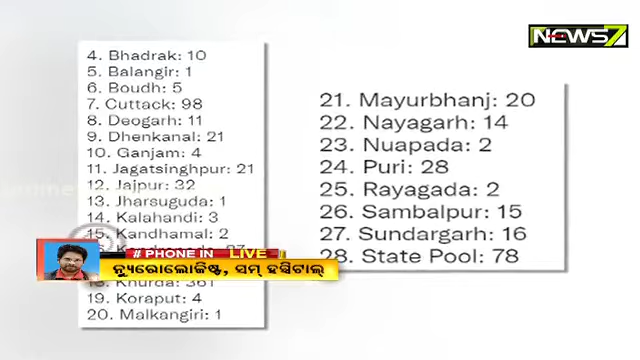 NEWS7
4. Bhadrak: 10
5. Balangir: 1
6. Boudh: 5
7. Cuttack: 98
8. Deogarh: 11
9. Dhenkanal: 21
10. Ganjam: 4
11. Jagatsinghpur: 21
12. Jajpur: 32
13. Jharsuguda: 1
14. Kalahandi: 3
15. Kandhamal: 2
18. Khurda: 361
19. Koraput: 4
20. Malkangiri: 1
21. Mayurbhanj: 20
22. Nayagarh: 14
23. Nuapada: 2
24. Puri: 28
25. Rayagada: 2
26. Sambalpur: 15
27. Sundargarh: 16
28. State Pool: 78
# PHONE IN LIVE
ନ୍ୟୁରୋଲୋଜିଷ୍ଟ, ସମ୍ ହସ୍ପିଟାଲ୍